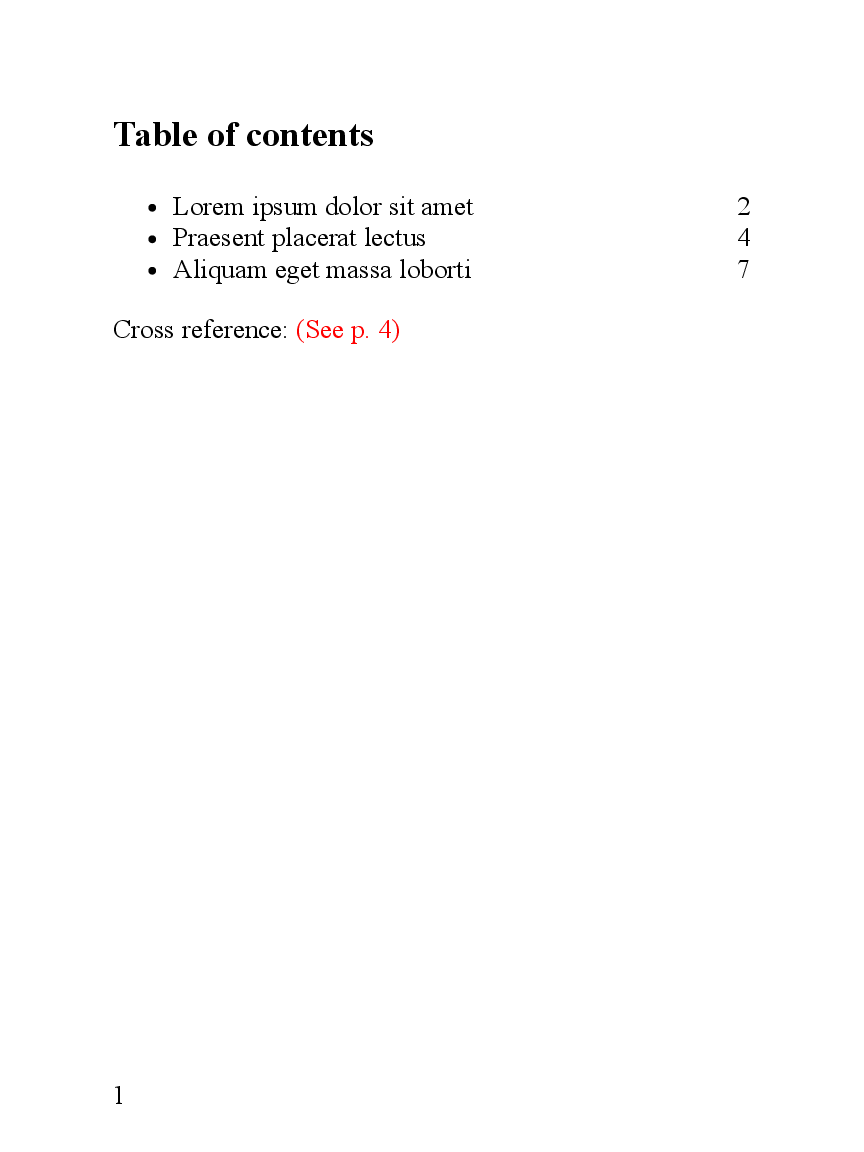 Table of contents
• Lorem ipsum dolor sit amet 2
• Praesent placerat lectus 4
• Aliquam eget massa loborti 7
Cross reference: (See p. 4)
1